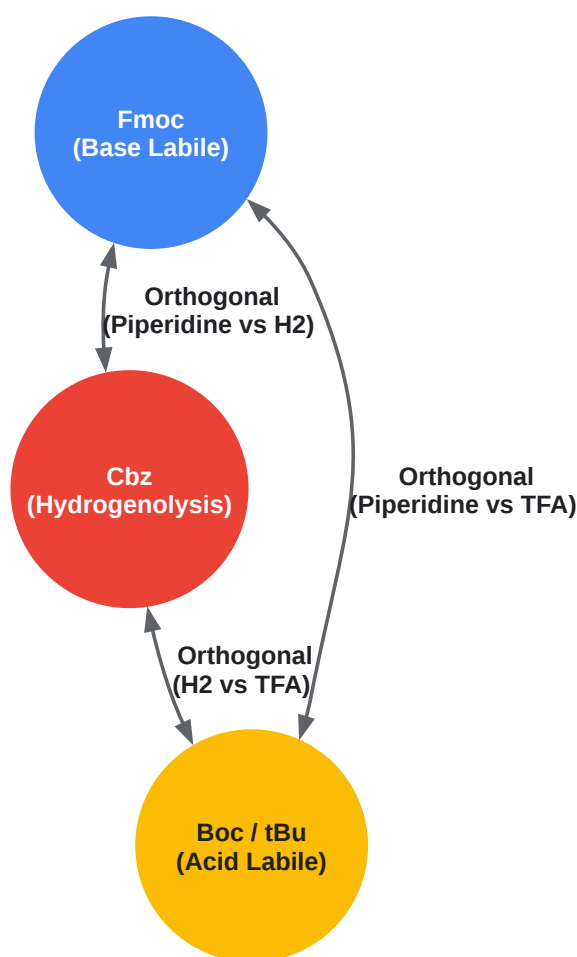 Fmoc
(Base Labile)
Orthogonal
(Piperidine vs H2)
Cbz
(Hydrogenolysis)
Orthogonal
(Piperidine vs TFA)
Orthogonal
(H2 vs TFA)
Boc / tBu
(Acid Labile)